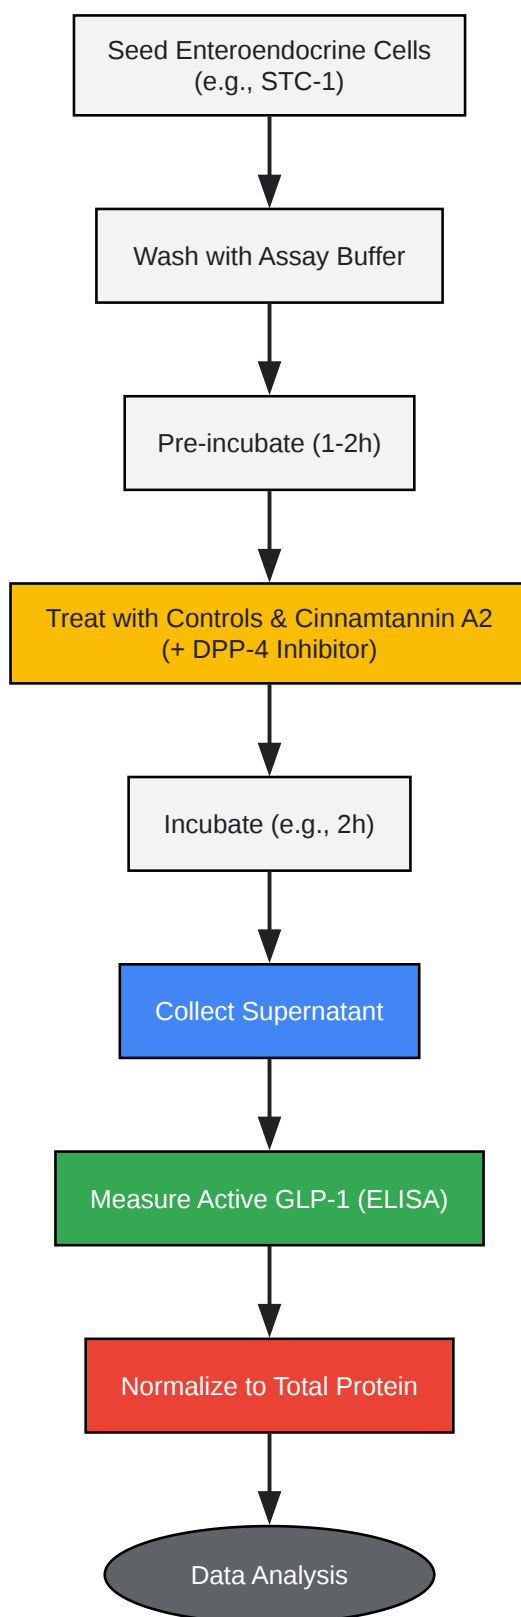 Seed Enteroendocrine Cells
(e.g., STC-1)
Wash with Assay Buffer
Pre-incubate (1-2h)
Treat with Controls & Cinnamtannin A2
(+ DPP-4 Inhibitor)
Incubate (e.g., 2h)
Collect Supernatant
Measure Active GLP-1 (ELISA)
Normalize to Total Protein
Data Analysis